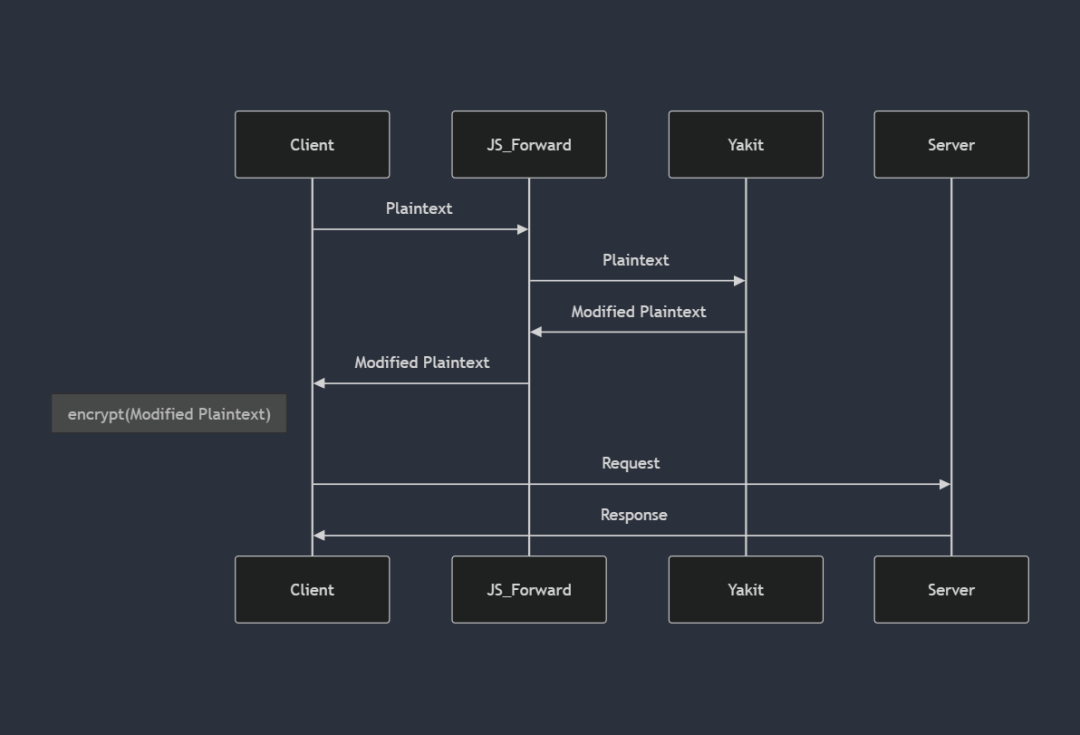 Client
JS_Forward
Yakit
Server
Plaintext
Plaintext
Modified Plaintext
Modified Plaintext
encrypt(Modified Plaintext)
Request
Response
Client
JS_Forward
Yakit
Server